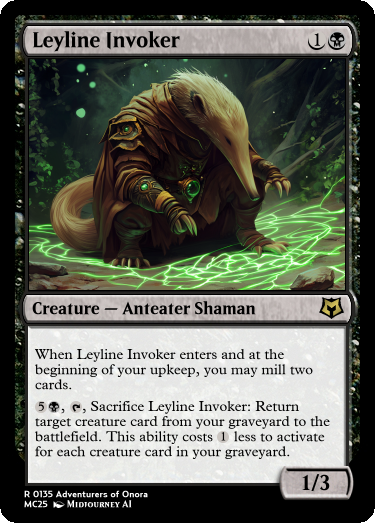 Leyline Invoker 1
Creature — Anteater Shaman
When Leyline Invoker enters and at the
beginning of your upkeep, you may mill two
cards.
5, , Sacrifice Leyline Invoker: Return
target creature card from your graveyard to the
battlefield. This ability costs 1 less to activate
for each creature card in your graveyard.
1/3
R 0135 Adventurers of Onora
MC25 Midjourney AI